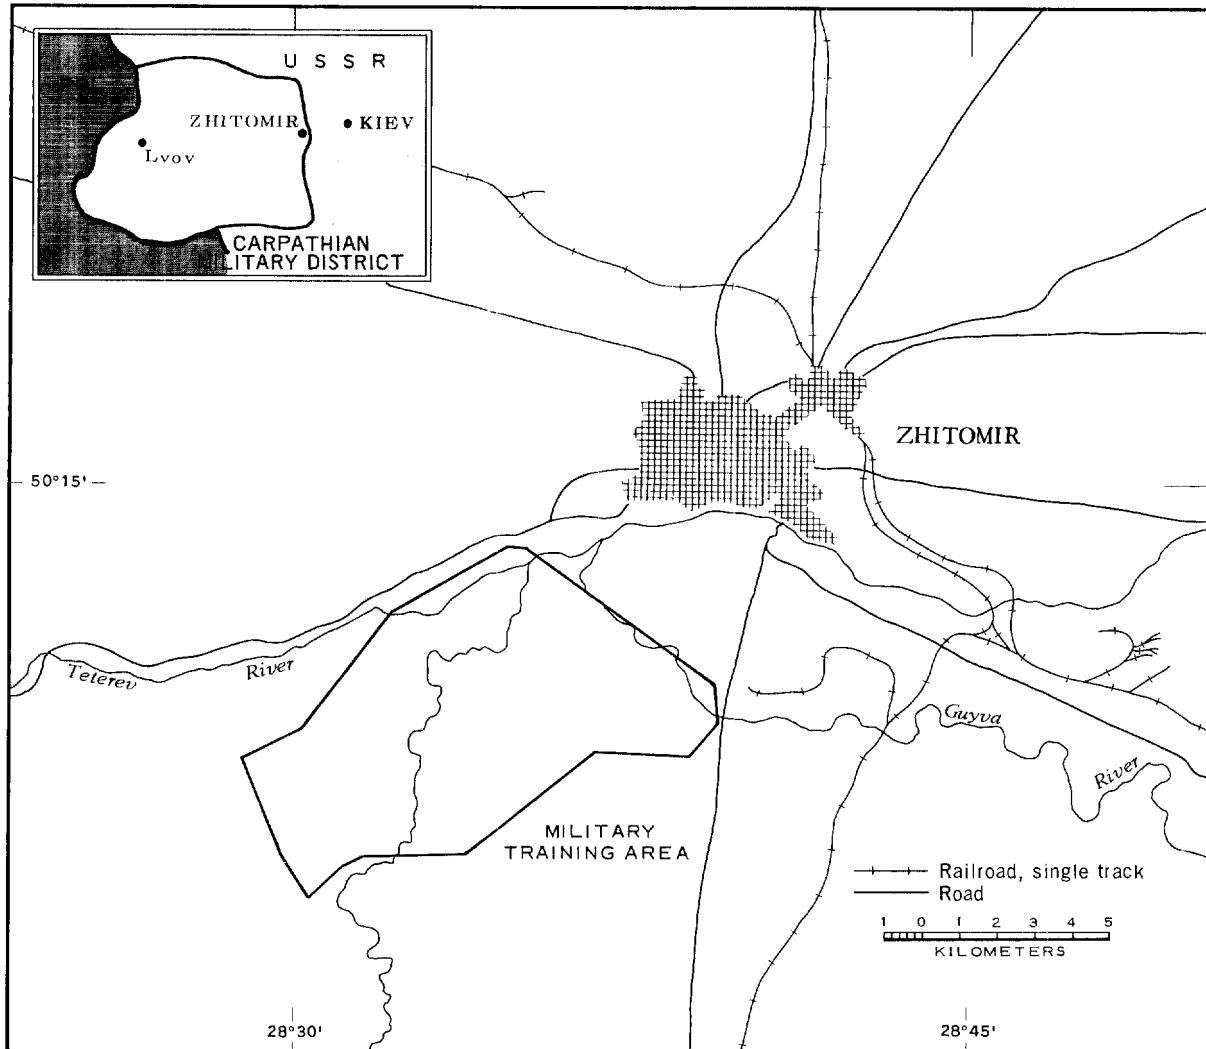 U S S R
ZHITOMIR
KIEV
Lvov
CARPATHIAN
LITARY DISTRICT
ZHITOMIR
50°15'
Teterev
River
Guyva
River
MILITARY
TRAINING AREA
Railroad, single track
Road
1 0 1 2 3 4 5
KILOMETERS
28°30'
28°45'